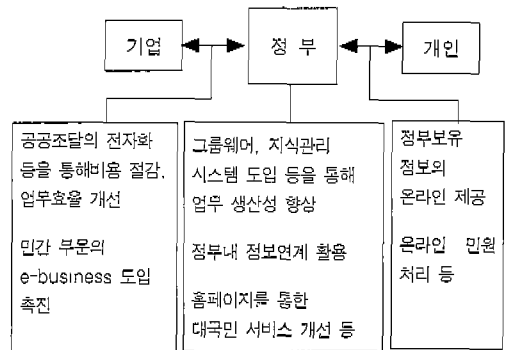 기업
정 부
개인
공공조달의 전자화
등을 통해비용 절감,
업무효율 개선
민간 부문의
e-business 도입
촉진
그룹웨어, 지식관리
시스템 도입 등을 통해
업무 생산성 향상
정부내 정보연계 활용
홈페이지를 통한
대국민 서비스 개선 등
정부보유
정보의
온라인 제공
온라인 민원
처리 등